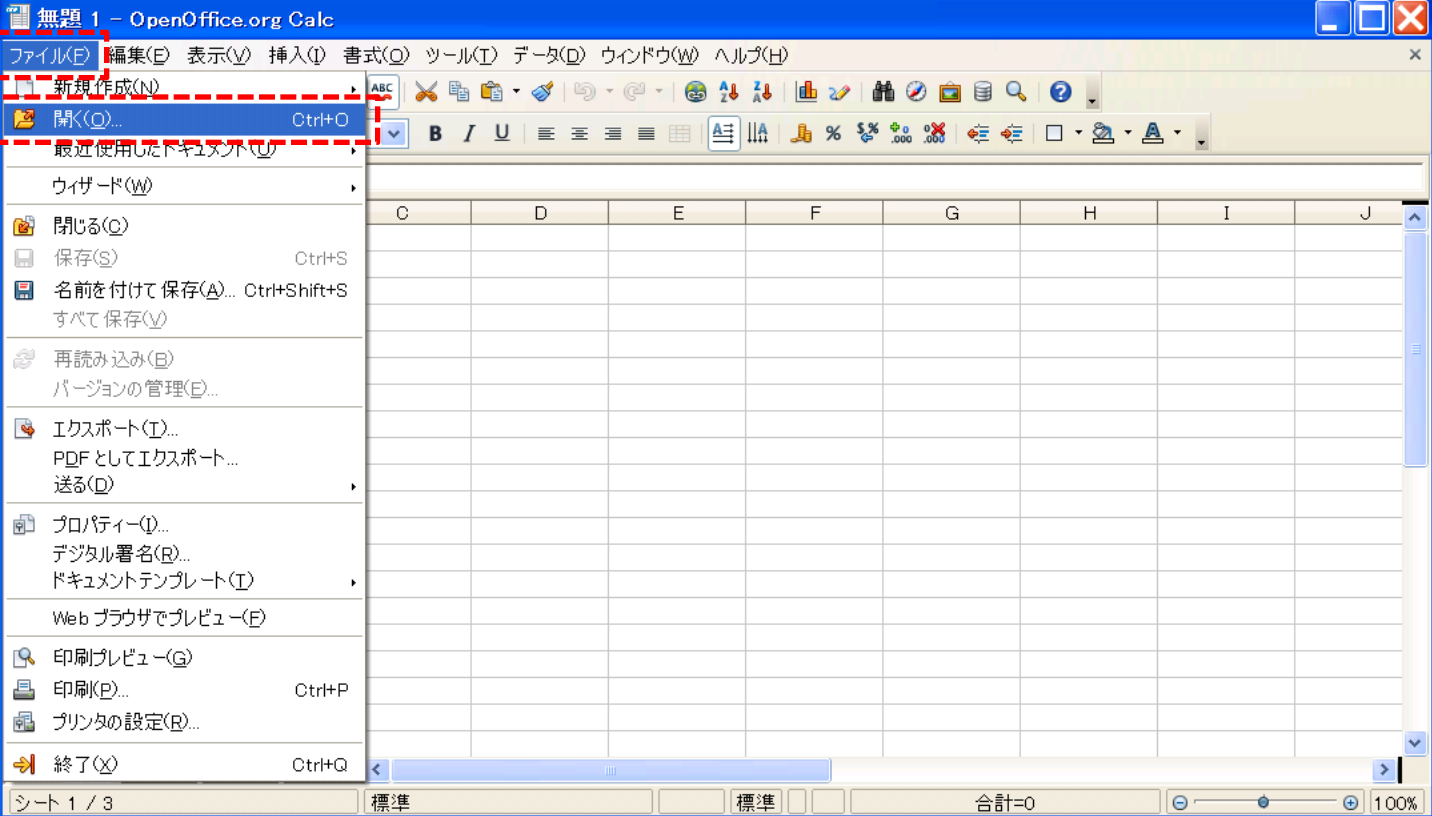 無題 1 - OpenOffice.org Calc
ファイル(F) 編集(E) 表示(V) 挿入(I) 書式(O) ツール(T) データ(D) ウィンドウ(W) ヘルプ(H)
新規作成(N)
ABC
開く(O)... Ctrl+O
B I U
% $% .000 .000
A
最近使用したドキュメント(U)
ウィザード(W)
C D E F G H I J
閉じる(C)
保存(S) Ctrl+S
名前を付けて保存(A)... Ctrl+Shift+S
すべて保存(V)
再読み込み(B)
バージョンの管理(E)...
エクスポート(T)...
PDF としてエクスポート...
送る(D)
プロパティー(I)...
デジタル署名(R)...
ドキュメントテンプレート(T)
Web ブラウザでプレビュー(F)
印刷プレビュー(G)
印刷(P)... Ctrl+P
プリンタの設定(R)...
終了(X) Ctrl+Q
シート 1 / 3 標準 標準 合計=0 100%